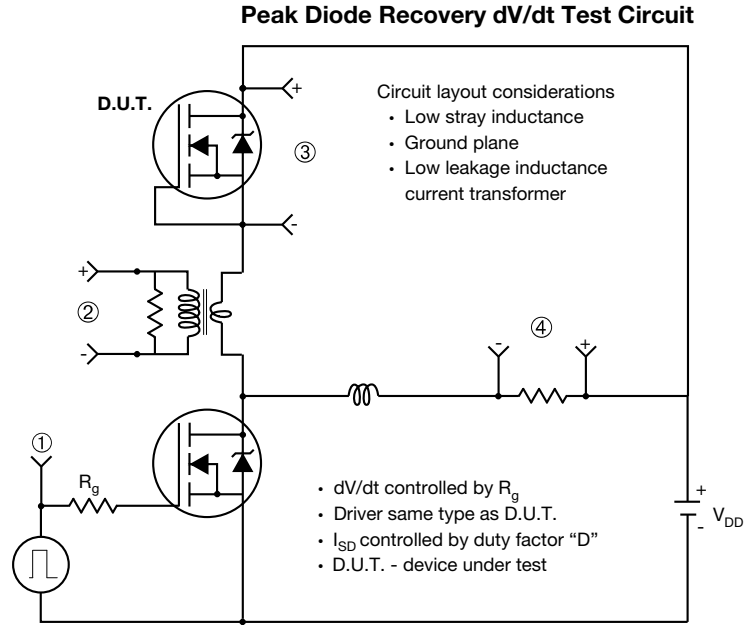 Peak Diode Recovery dV/dt Test Circuit
D.U.T.
+
-
③
Circuit layout considerations
• Low stray inductance
• Ground plane
• Low leakage inductance
current transformer
+
②
-
④
-
+
①
Rg
• dV/dt controlled by Rg
• Driver same type as D.U.T.
• ISD controlled by duty factor “D”
• D.U.T. - device under test
+
-
VDD